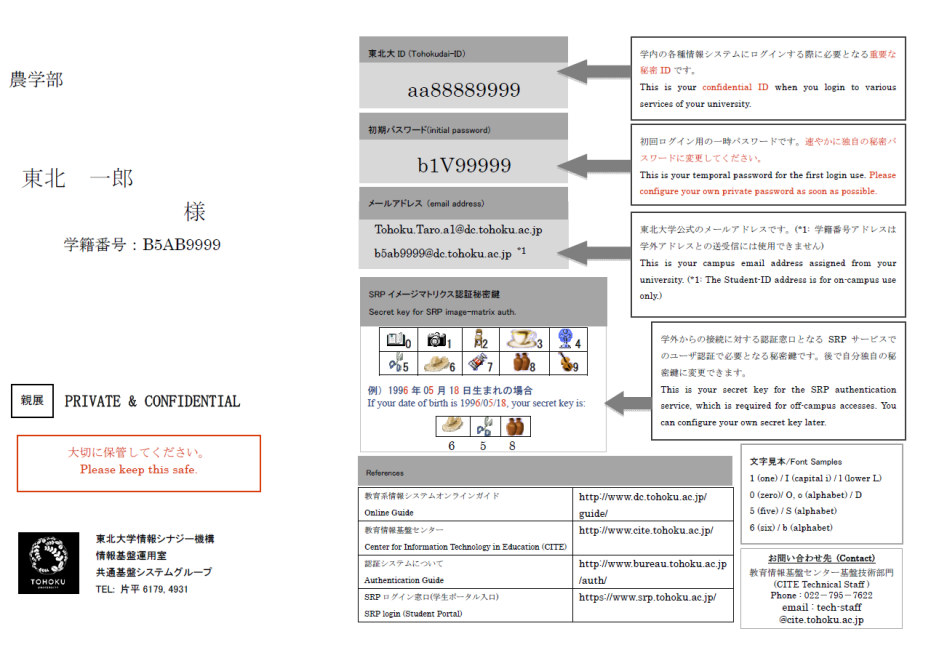 農学部
東北　一郎
様
学籍番号：B5AB9999
親展
PRIVATE & CONFIDENTIAL
大切に保管してください。
Please keep this safe.
TOHOKU
東北大学情報シナジー機構
情報基盤運用室
共通基盤システムグループ
TEL: 片平 6179, 4931
東北大 ID (Tohokudai-ID)
aa88889999
初期パスワード(initial password)
b1V99999
メールアドレス (email address)
Tohoku.Taro.a1@dc.tohoku.ac.jp
b5ab9999@dc.tohoku.ac.jp *1
SRP イメージマトリクス認証秘密鍵
Secret key for SRP image-matrix auth.
0 1 2 3 4
5 6 7 8 9
例）1996 年 05 月 18 日生まれの場合
If your date of birth is 1996/05/18, your secret key is:
6 5 8
References
教育系情報システムオンラインガイド
Online Guide
http://www.dc.tohoku.ac.jp/
guide/
教育情報基盤センター
Center for Information Technology in Education (CITE)
http://www.cite.tohoku.ac.jp/
認証システムについて
Authentication Guide
http://www.bureau.tohoku.ac.jp
/auth/
SRP ログイン窓口(学生ポータル入口)
SRP login (Student Portal)
https://www.srp.tohoku.ac.jp/
学内の各種情報システムにログインする際に必要となる重要な
秘密 ID です。
This is your confidential ID when you login to various
services of your university.
初回ログイン用の一時パスワードです。速やかに独自の秘密パ
スワードに変更してください。
This is your temporal password for the first login use. Please
configure your own private password as soon as possible.
東北大学公式のメールアドレスです。(*1: 学籍番号アドレスは
学外アドレスとの送受信には使用できません)
This is your campus email address assigned from your
university. (*1: The Student-ID address is for on-campus use
only.)
学外からの接続に対する認証窓口となる SRP サービスで
のユーザ認証で必要となる秘密鍵です。後で自分独自の秘
密鍵に変更できます。
This is your secret key for the SRP authentication
service, which is required for off-campus accesses. You
can configure your own secret key later.
文字見本/Font Samples
1 (one) / I (capital i) / l (lower L)
0 (zero)/ O, o (alphabet) / D
5 (five) / S (alphabet)
6 (six) / b (alphabet)
お問い合わせ先 (Contact)
教育情報基盤センター基盤技術部門
(CITE Technical Staff )
Phone : 022－795－7622
email : tech-staff
@cite.tohoku.ac.jp